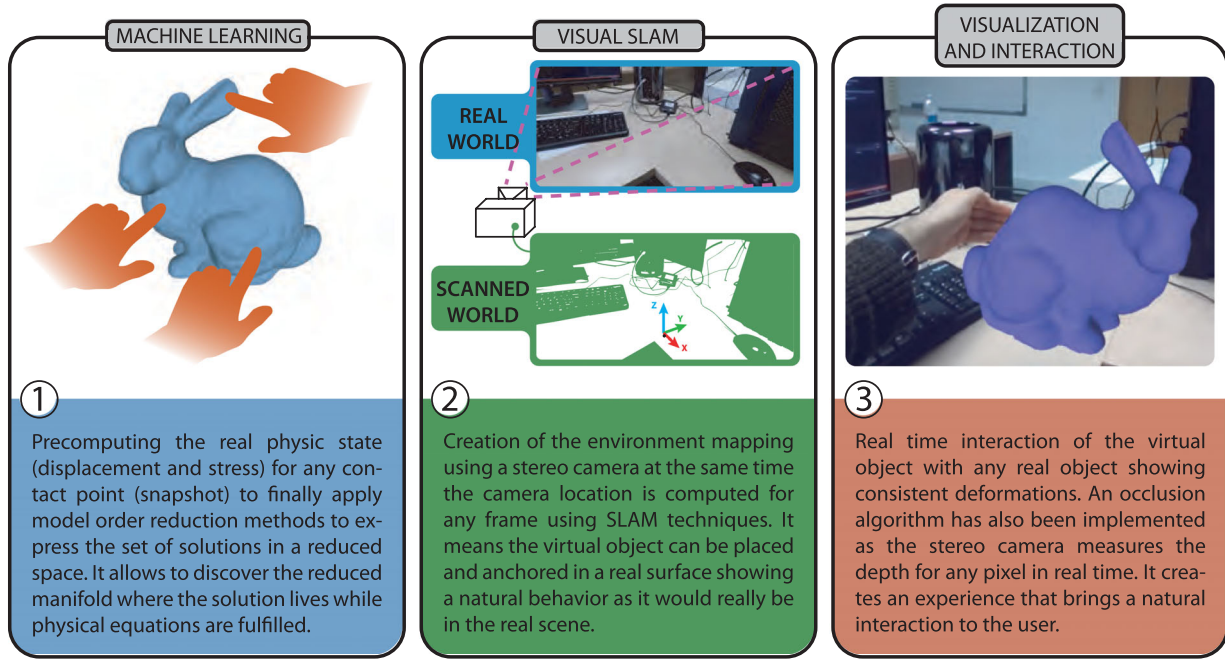 MACHINE LEARNING
1
Precomputing the real physic state
(displacement and stress) for any con-
tact point (snapshot) to finally apply
model order reduction methods to ex-
press the set of solutions in a reduced
space. It allows to discover the reduced
manifold where the solution lives while
physical equations are fulfilled.
VISUAL SLAM
REAL
WORLD
SCANNED
WORLD
Z
Y
X
2
Creation of the environment mapping
using a stereo camera at the same time
the camera location is computed for
any frame using SLAM techniques. It
means the virtual object can be placed
and anchored in a real surface showing
a natural behavior as it would really be
in the real scene.
VISUALIZATION
AND INTERACTION
3
Real time interaction of the virtual
object with any real object showing
consistent deformations. An occlusion
algorithm has also been implemented
as the stereo camera measures the
depth for any pixel in real time. It crea-
tes an experience that brings a natural
interaction to the user.